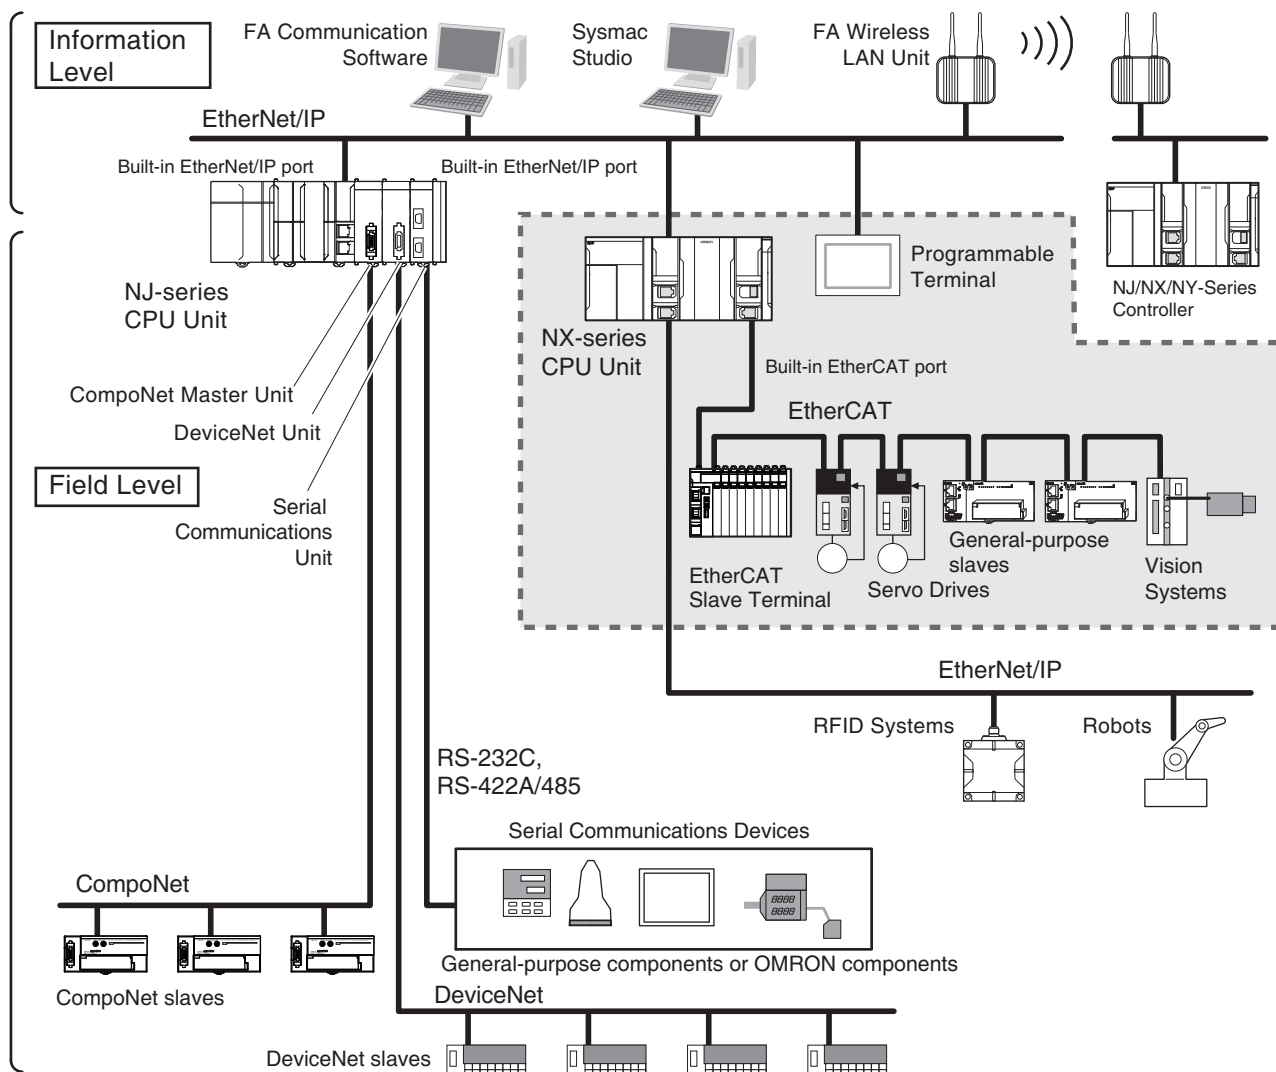 Information
Level
FA Communication
Software
Sysmac
Studio
FA Wireless
LAN Unit
EtherNet/IP
Built-in EtherNet/IP port
Built-in EtherNet/IP port
NJ-series
CPU Unit
Programmable
Terminal
NJ/NX/NY-Series
Controller
NX-series
CPU Unit
Built-in EtherCAT port
CompoNet Master Unit
DeviceNet Unit
EtherCAT
Field Level
Serial
Communications
Unit
General-purpose
slaves
EtherCAT
Slave Terminal
Servo Drives
Vision
Systems
EtherNet/IP
RFID Systems
Robots
RS-232C,
RS-422A/485
Serial Communications Devices
8888
8888
CompoNet
General-purpose components or OMRON components
CompoNet slaves
DeviceNet
DeviceNet slaves